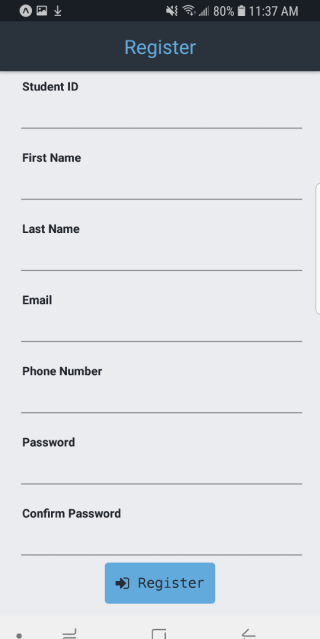 80% 11:37 AM
Register
Student ID
First Name
Last Name
Email
Phone Number
Password
Confirm Password
Register